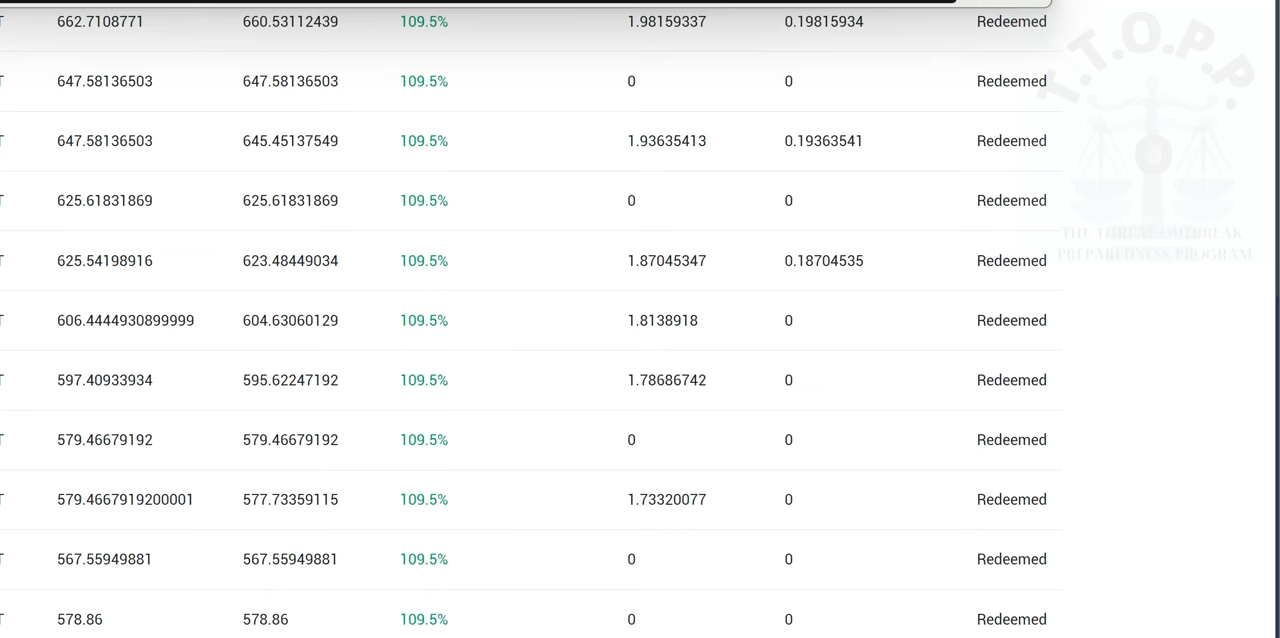 T 662.7108771 660.53112439 109.5% 1.98159337 0.19815934 Redeemed
T 647.58136503 647.58136503 109.5% 0 0 Redeemed
T 647.58136503 645.45137549 109.5% 1.93635413 0.19363541 Redeemed
T 625.61831869 625.61831869 109.5% 0 0 Redeemed
T 625.54198916 623.48449034 109.5% 1.87045347 0.18704535 Redeemed
T 606.4444930899999 604.63060129 109.5% 1.8138918 0 Redeemed
T 597.40933934 595.62247192 109.5% 1.78686742 0 Redeemed
T 579.46679192 579.46679192 109.5% 0 0 Redeemed
T 579.4667919200001 577.73359115 109.5% 1.73320077 0 Redeemed
T 567.55949881 567.55949881 109.5% 0 0 Redeemed
T 578.86 578.86 109.5% 0 0 Redeemed
T.T.O.P.P.
O
THE THREAT OUTBREAK
PREPAREDNESS PROGRAM